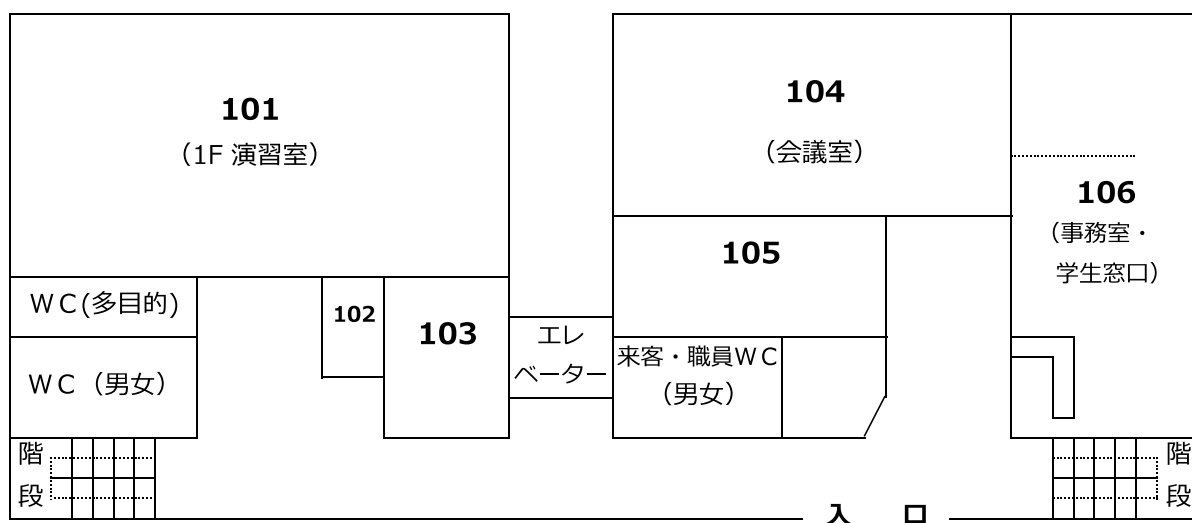 101
（1F 演習室）
104
（会議室）
106
（事務室・
学生窓口）
105
ＷＣ(多目的)
102
103
エレ
ベーター
来客・職員ＷＣ
（男女）
ＷＣ（男女）
階
段
階
段
入　口